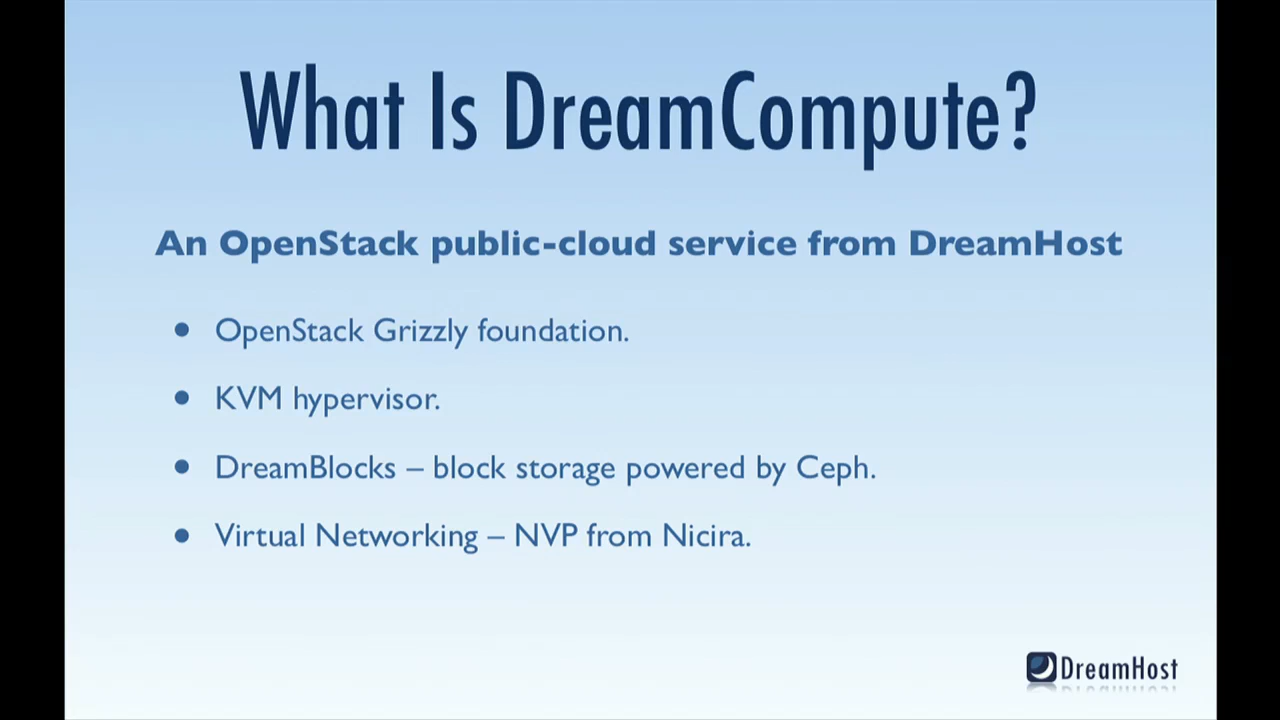 What Is DreamCompute?
An OpenStack public-cloud service from DreamHost
• OpenStack Grizzly foundation.
• KVM hypervisor.
• DreamBlocks – block storage powered by Ceph.
• Virtual Networking – NVP from Nicira.
DreamHost